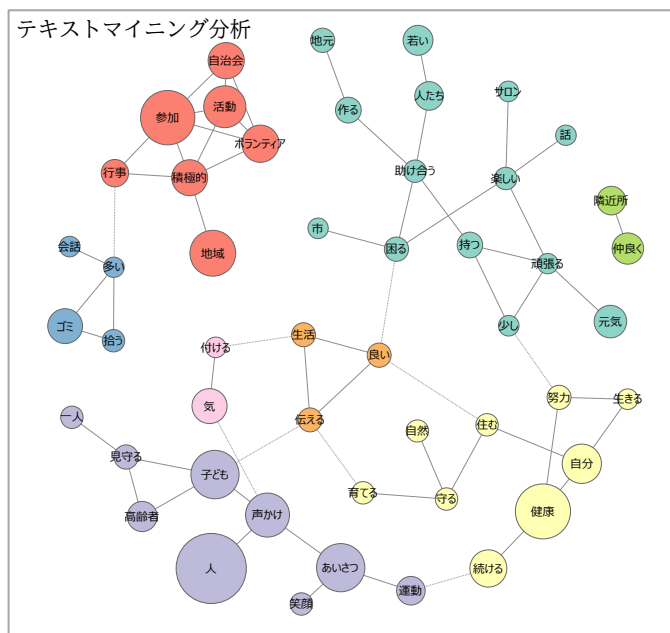 テキストマイニング分析
自治会
参加
活動
ボランティア
行事
積極的
地域
会話
多い
ゴミ
拾う
地元
若い
作る
人たち
サロン
話
助け合う
楽しい
隣近所
仲良く
市
困る
持つ
頑張る
少し
元気
付ける
生活
良い
気
伝える
努力
生きる
一人
見守る
子ども
高齢者
声かけ
自然
住む
育てる
守る
自分
健康
人
あいさつ
笑顔
運動
続ける